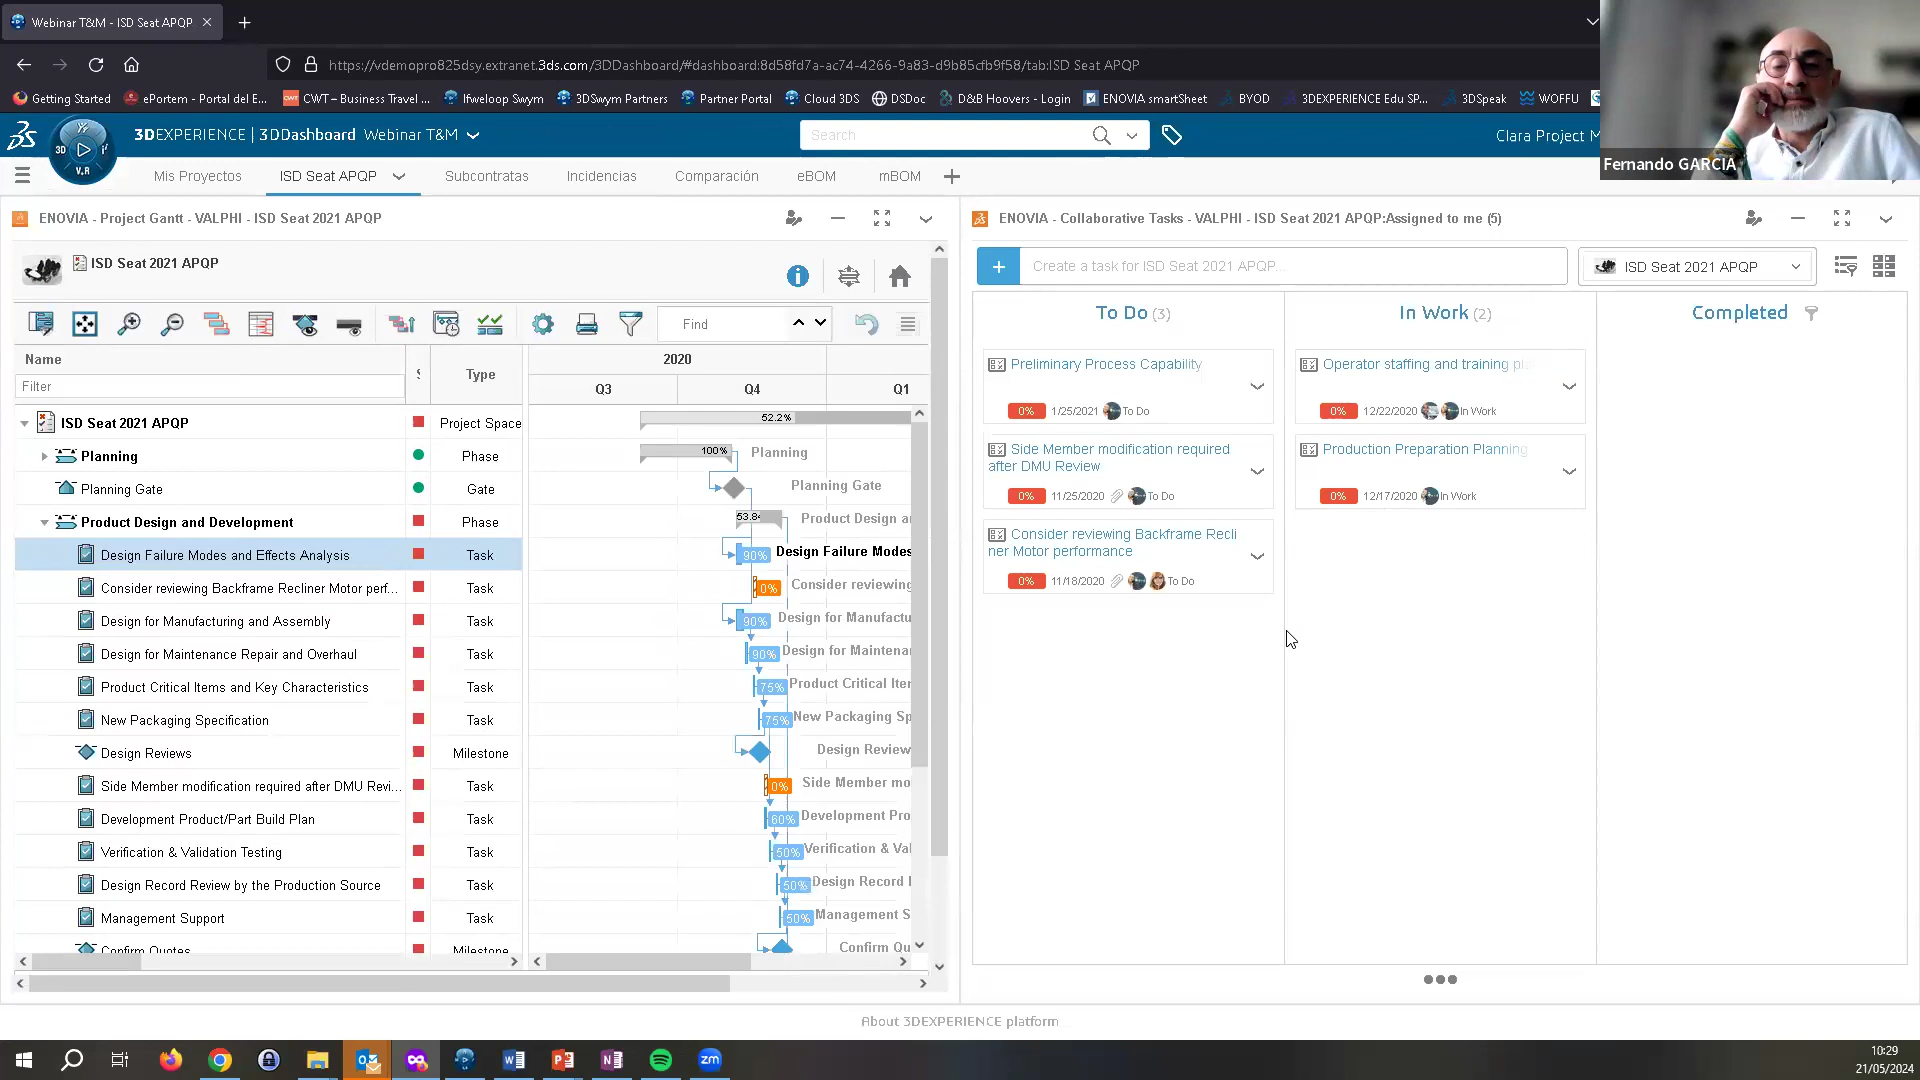 Webinar T&M - ISD Seat APQP
https://vdemopro825dsy.extranet.3ds.com/3DDashboard/#dashboard:8d58fd7a-ac74-4266-9a83-d9b85cfb9f58/tab:ISD Seat APQP
Getting Started
ePortem - Portal del E...
CWT – Business Travel ...
Ifweloop Swym
3DSwym Partners
Partner Portal
Cloud 3DS
DSDoc
D&B Hoovers - Login
ENOVIA smartSheet
BYOD
3DEXPERIENCE Edu SP...
3DSpeak
WOFFU
3DEXPERIENCE | 3DDashboard Webinar T&M
Search
Clara Project M
Fernando GARCIA
3D
V.R
Mis Proyectos
ISD Seat APQP
Subcontratas
Incidencias
Comparación
eBOM
mBOM
ENOVIA - Project Gantt - VALPHI - ISD Seat 2021 APQP
ISD Seat 2021 APQP
Find
Name
Type
Filter
2020
Q3
Q4
Q1
ISD Seat 2021 APQP
Project Space
52.2%
Planning
Phase
100%
Planning
Planning Gate
Gate
Planning Gate
Product Design and Development
Phase
53.8
Product Design a
Design Failure Modes and Effects Analysis
Task
90%
Design Failure Modes
Consider reviewing Backframe Recliner Motor perf...
Task
0%
Consider reviewing
Design for Manufacturing and Assembly
Task
90%
Design for Manufactu
Design for Maintenance Repair and Overhaul
Task
90%
Design for Maintena
Product Critical Items and Key Characteristics
Task
75%
Product Critical Iter
New Packaging Specification
Task
75%
New Packaging Sp
Design Reviews
Milestone
Design Review
Side Member modification required after DMU Revi...
Task
0%
Side Member mo
Development Product/Part Build Plan
Task
60%
Development Pro
Verification & Validation Testing
Task
50%
Verification & Val
Design Record Review by the Production Source
Task
50%
Design Record
Management Support
Task
50%
Management S
Confirm Quotes
Milestone
Confirm Qu
ENOVIA - Collaborative Tasks - VALPHI - ISD Seat 2021 APQP:Assigned to me (5)
Create a task for ISD Seat 2021 APQP...
ISD Seat 2021 APQP
To Do (3)
In Work (2)
Completed
Preliminary Process Capability
0% 1/25/2021 To Do
Side Member modification required
after DMU Review
0% 11/25/2020 To Do
Consider reviewing Backframe Recli
ner Motor performance
0% 11/18/2020 To Do
Operator staffing and training pl
0% 12/22/2020 In Work
Production Preparation Planning
0% 12/17/2020 In Work
About 3DEXPERIENCE platform
10:29
21/05/2024